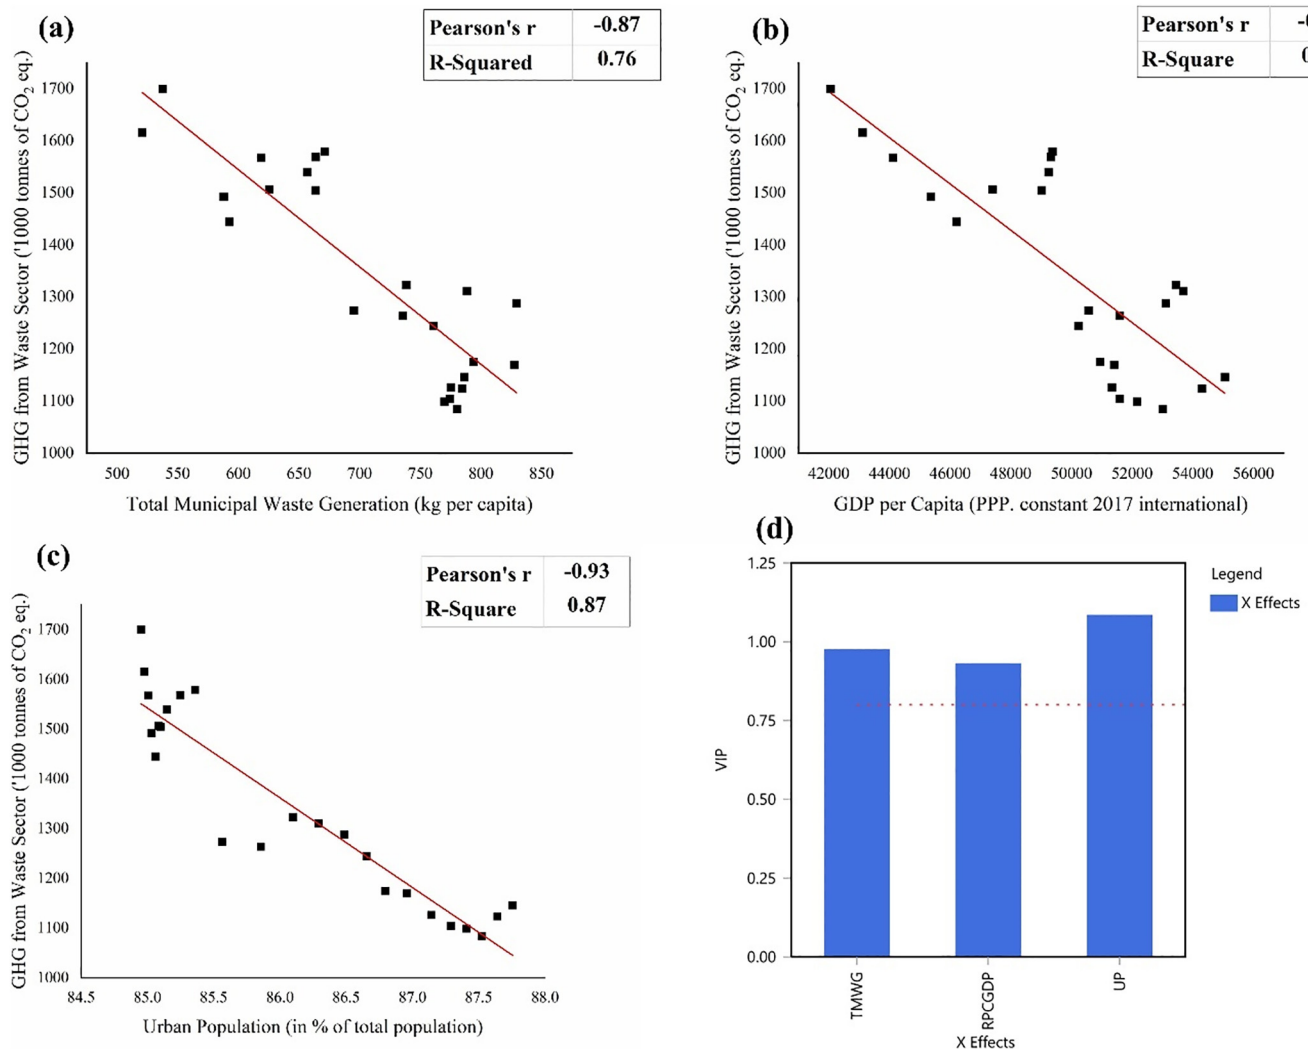 (a)
Pearson's r -0.87
R-Squared 0.76
GHG from Waste Sector ('1000 tonnes of CO2 eq.)
1700
1600
1500
1400
1300
1200
1100
1000
500 550 600 650 700 750 800 850
Total Municipal Waste Generation (kg per capita)
(b)
Pearson's r
R-Square
GHG from Waste Sector ('1000 tonnes of CO2 eq.)
1700
1600
1500
1400
1300
1200
1100
1000
42000 44000 46000 48000 50000 52000 54000 56000
GDP per Capita (PPP. constant 2017 international)
(c)
Pearson's r -0.93
R-Square 0.87
GHG from Waste Sector ('1000 tonnes of CO2 eq.)
1700
1600
1500
1400
1300
1200
1100
1000
84.5 85.0 85.5 86.0 86.5 87.0 87.5 88.0
Urban Population (in % of total population)
(d)
VIP
1.25
1.00
0.75
0.50
0.25
0.00
TMWG RPCGDP UP
X Effects
Legend
X Effects